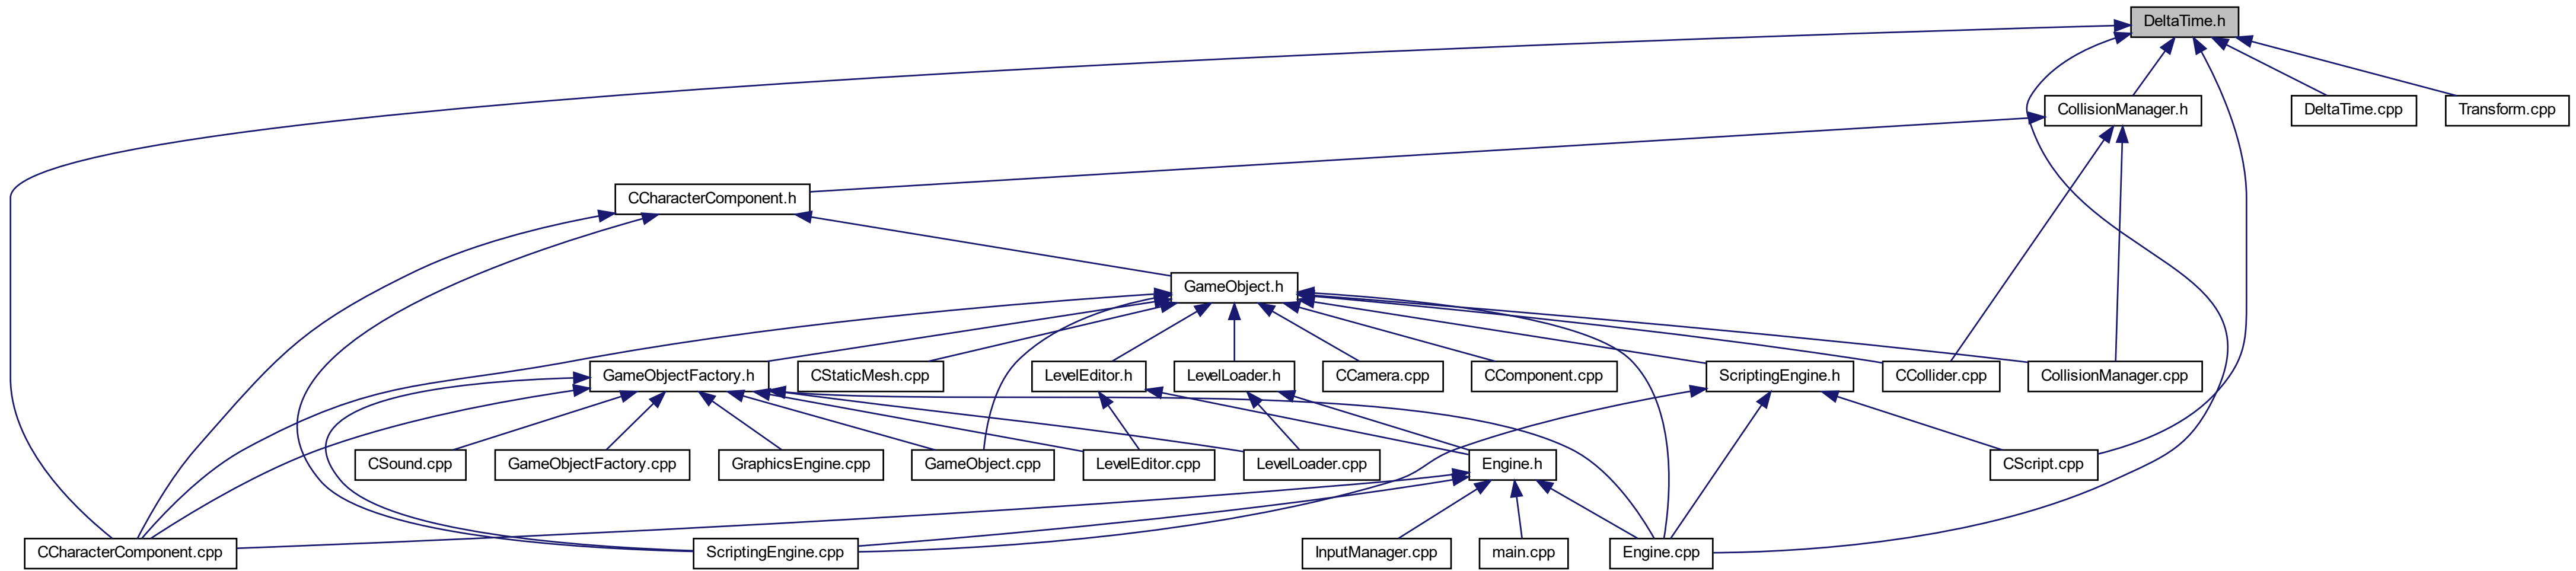 DeltaTime.h
CollisionManager.h
DeltaTime.cpp
Transform.cpp
CCharacterComponent.h
GameObject.h
GameObjectFactory.h
CStaticMesh.cpp
LevelEditor.h
LevelLoader.h
CCamera.cpp
CComponent.cpp
ScriptingEngine.h
CCollider.cpp
CollisionManager.cpp
CSound.cpp
GameObjectFactory.cpp
GraphicsEngine.cpp
GameObject.cpp
LevelEditor.cpp
LevelLoader.cpp
Engine.h
CScript.cpp
CCharacterComponent.cpp
ScriptingEngine.cpp
InputManager.cpp
main.cpp
Engine.cpp